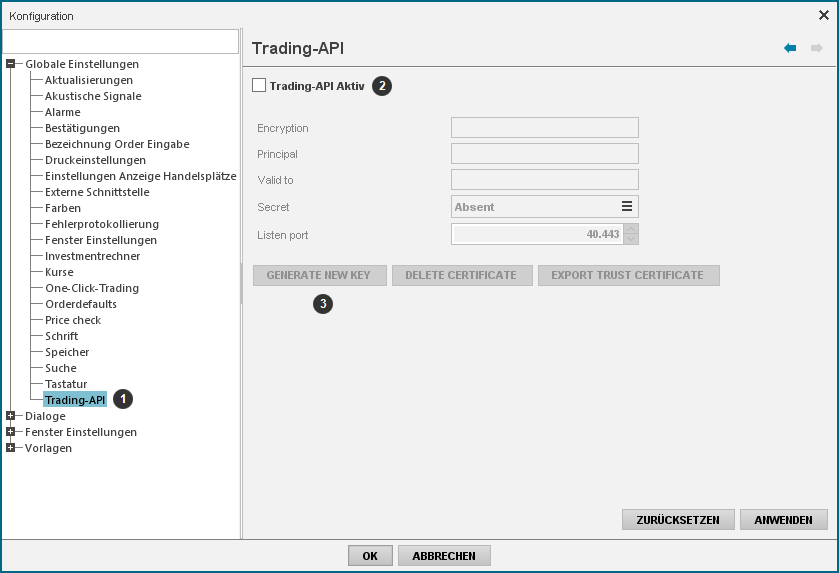 Konfiguration
Trading-API
Globale Einstellungen
Aktualisierungen
Akustische Signale
Alarme
Bestätigungen
Bezeichnung Order Eingabe
Druckeinstellungen
Einstellungen Anzeige Handelsplätze
Externe Schnittstelle
Farben
Fehlerprotokollierung
Fenster Einstellungen
Investmentrechner
Kurse
One-Click-Trading
Orderdefaults
Price check
Schrift
Speicher
Suche
Tastatur
Trading-API 1
Dialoge
Fenster Einstellungen
Vorlagen
Trading-API Aktiv 2
Encryption
Principal
Valid to
Secret Absent
Listen port 40.443
GENERATE NEW KEY DELETE CERTIFICATE EXPORT TRUST CERTIFICATE
3
ZURÜCKSETZEN ANWENDEN
OK ABBRECHEN